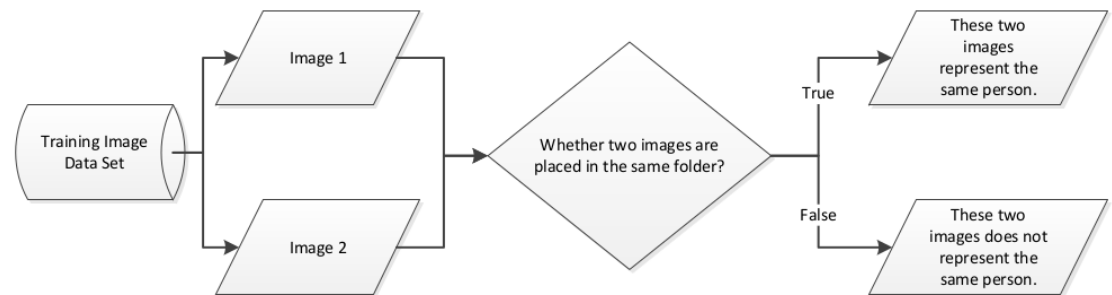 Training Image
Data Set
Image 1
Image 2
Whether two images are
placed in the same folder?
True
False
These two
images
represent the
same person.
These two
images does not
represent the
same person.